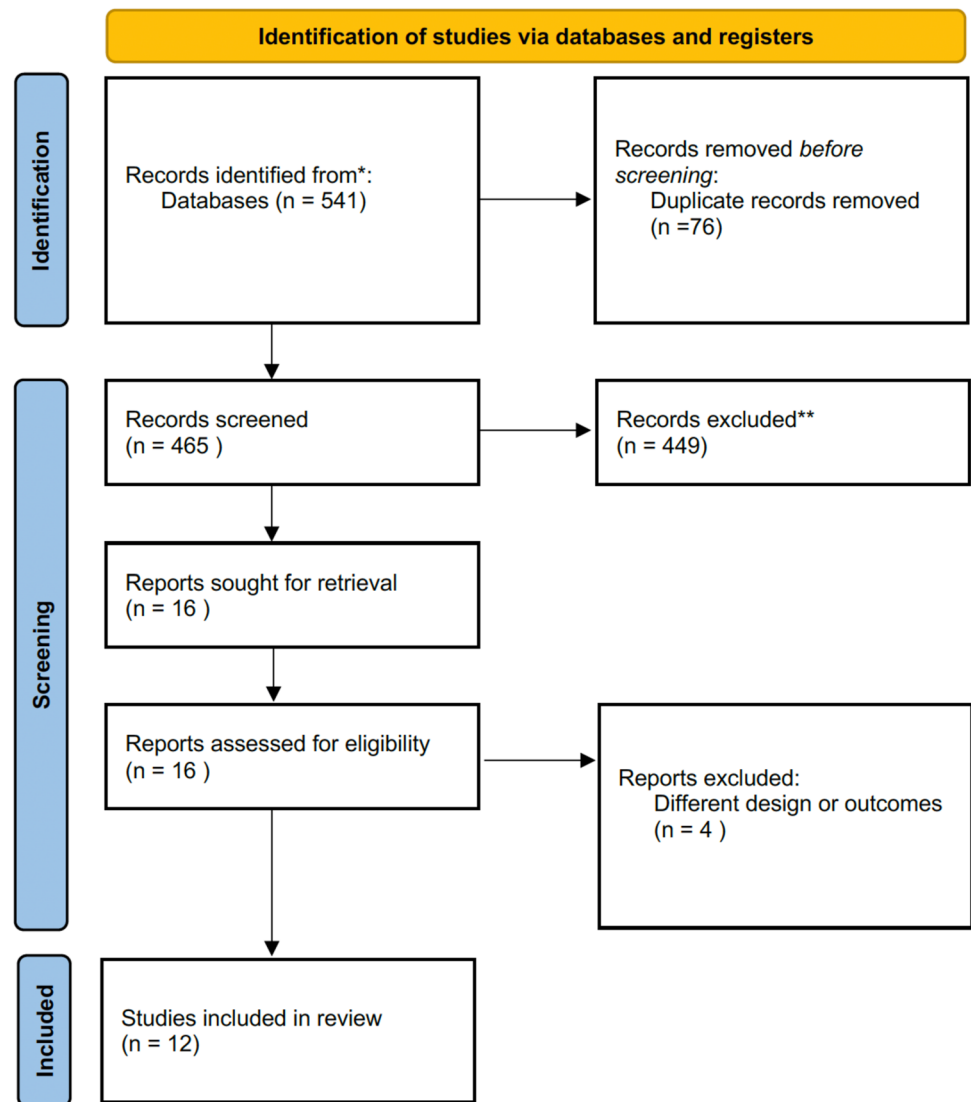 Identification of studies via databases and registers
Identification
Records identified from*:
Databases (n = 541)
Records removed before
screening:
Duplicate records removed
(n =76)
Screening
Records screened
(n = 465 )
Records excluded**
(n = 449)
Reports sought for retrieval
(n = 16 )
Reports assessed for eligibility
(n = 16 )
Reports excluded:
Different design or outcomes
(n = 4 )
Included
Studies included in review
(n = 12)